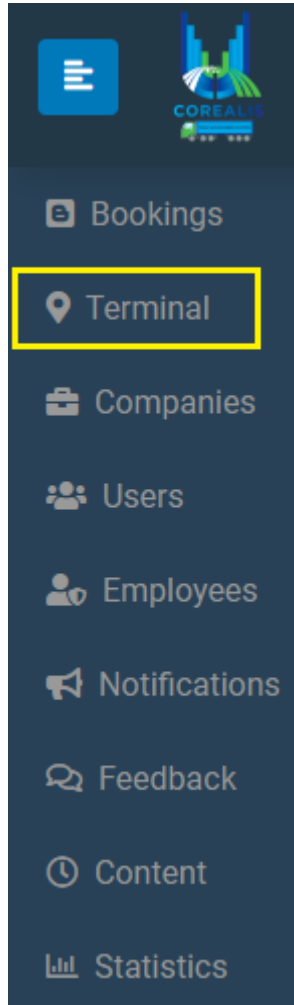 COREALIS
Bookings
Terminal
Companies
Users
Employees
Notifications
Feedback
Content
Statistics